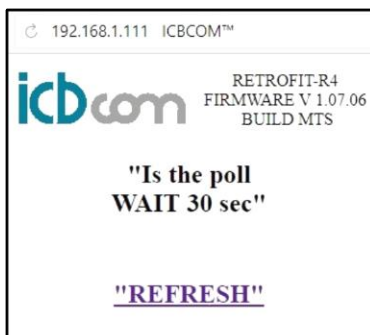 192.168.1.111 ICBCOM™
icbcom
RETROFIT-R4
FIRMWARE V 1.07.06
BUILD MTS
"Is the poll
WAIT 30 sec"
"REFRESH"